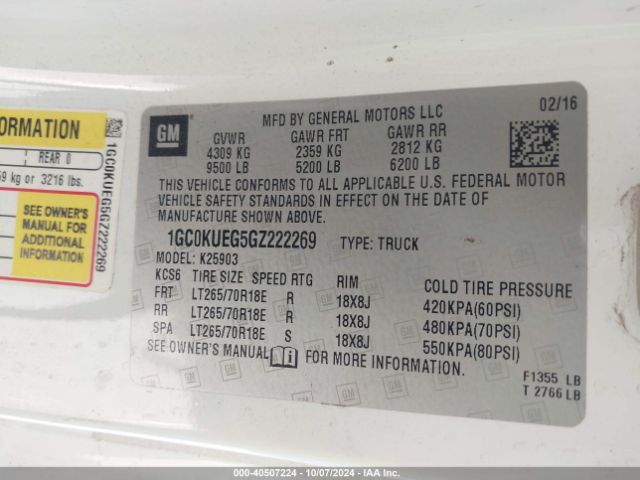 ORMATION
REAR 0
59 kg or 3216 lbs.
SEE OWNER'S
MANUAL FOR
ADDITIONAL
INFORMATION
1GC0KUEG5GZ222269
GM
MFD BY GENERAL MOTORS LLC
02/16
GVWR GAWR FRT GAWR RR
4309 KG 2359 KG 2812 KG
9500 LB 5200 LB 6200 LB
THIS VEHICLE CONFORMS TO ALL APPLICABLE U.S. FEDERAL MOTOR
VEHICLE SAFETY STANDARDS IN EFFECT ON THE DATE OF
MANUFACTURE SHOWN ABOVE.
1GC0KUEG5GZ222269 TYPE: TRUCK
MODEL: K25903
KCS6 TIRE SIZE SPEED RTG RIM COLD TIRE PRESSURE
FRT LT265/70R18E R 18X8J 420KPA(60PSI)
RR LT265/70R18E R 18X8J 480KPA(70PSI)
SPA LT265/70R18E S 18X8J 550KPA(80PSI)
SEE OWNER'S MANUAL FOR MORE INFORMATION.
F1355 LB
T 2766 LB
000-40507224 - 10/07/2024 - IAA Inc.